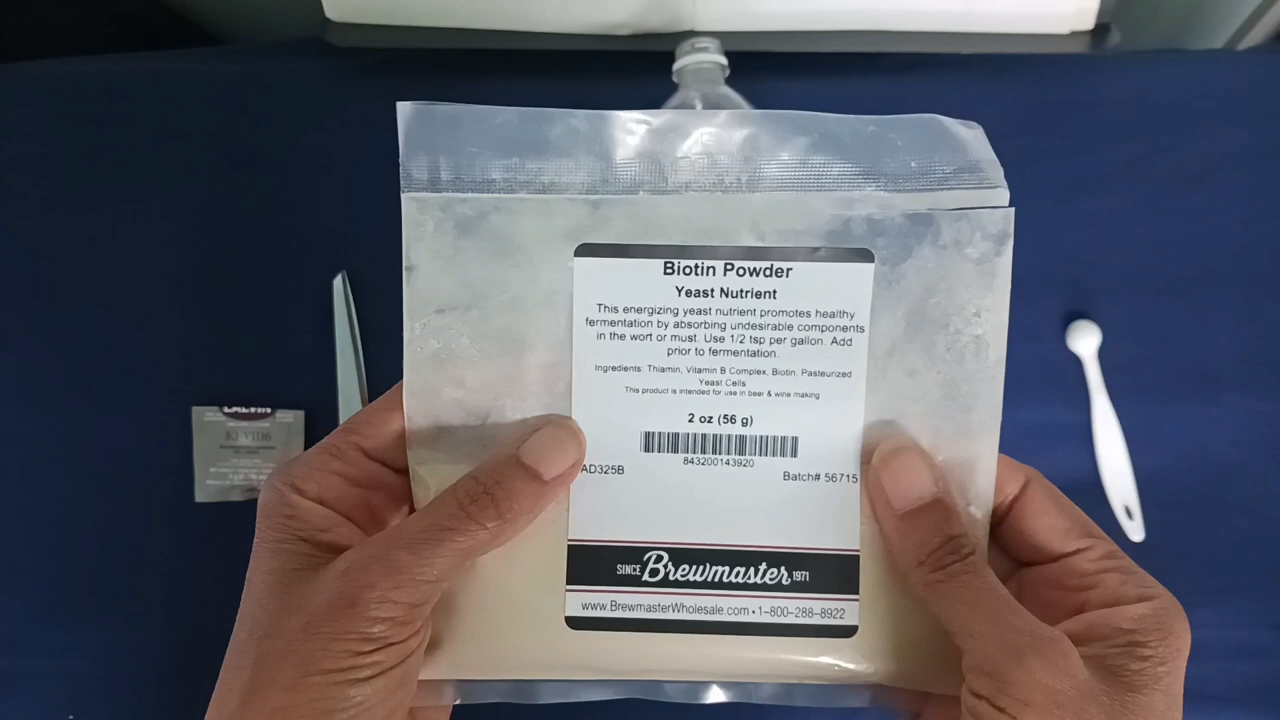 Biotin Powder
Yeast Nutrient
This energizing yeast nutrient promotes healthy
fermentation by absorbing undesirable components
in the wort or must. Use 1/2 tsp per gallon. Add
prior to fermentation.
Ingredients: Thiamin, Vitamin B Complex, Biotin, Pasteurized
Yeast Cells
This product is intended for use in beer & wine making
2 oz (56 g)
843200143920
AD325B
Batch# 56715
SINCE Brewmaster 1971
www.BrewmasterWholesale.com • 1-800-288-8922
LALVIN